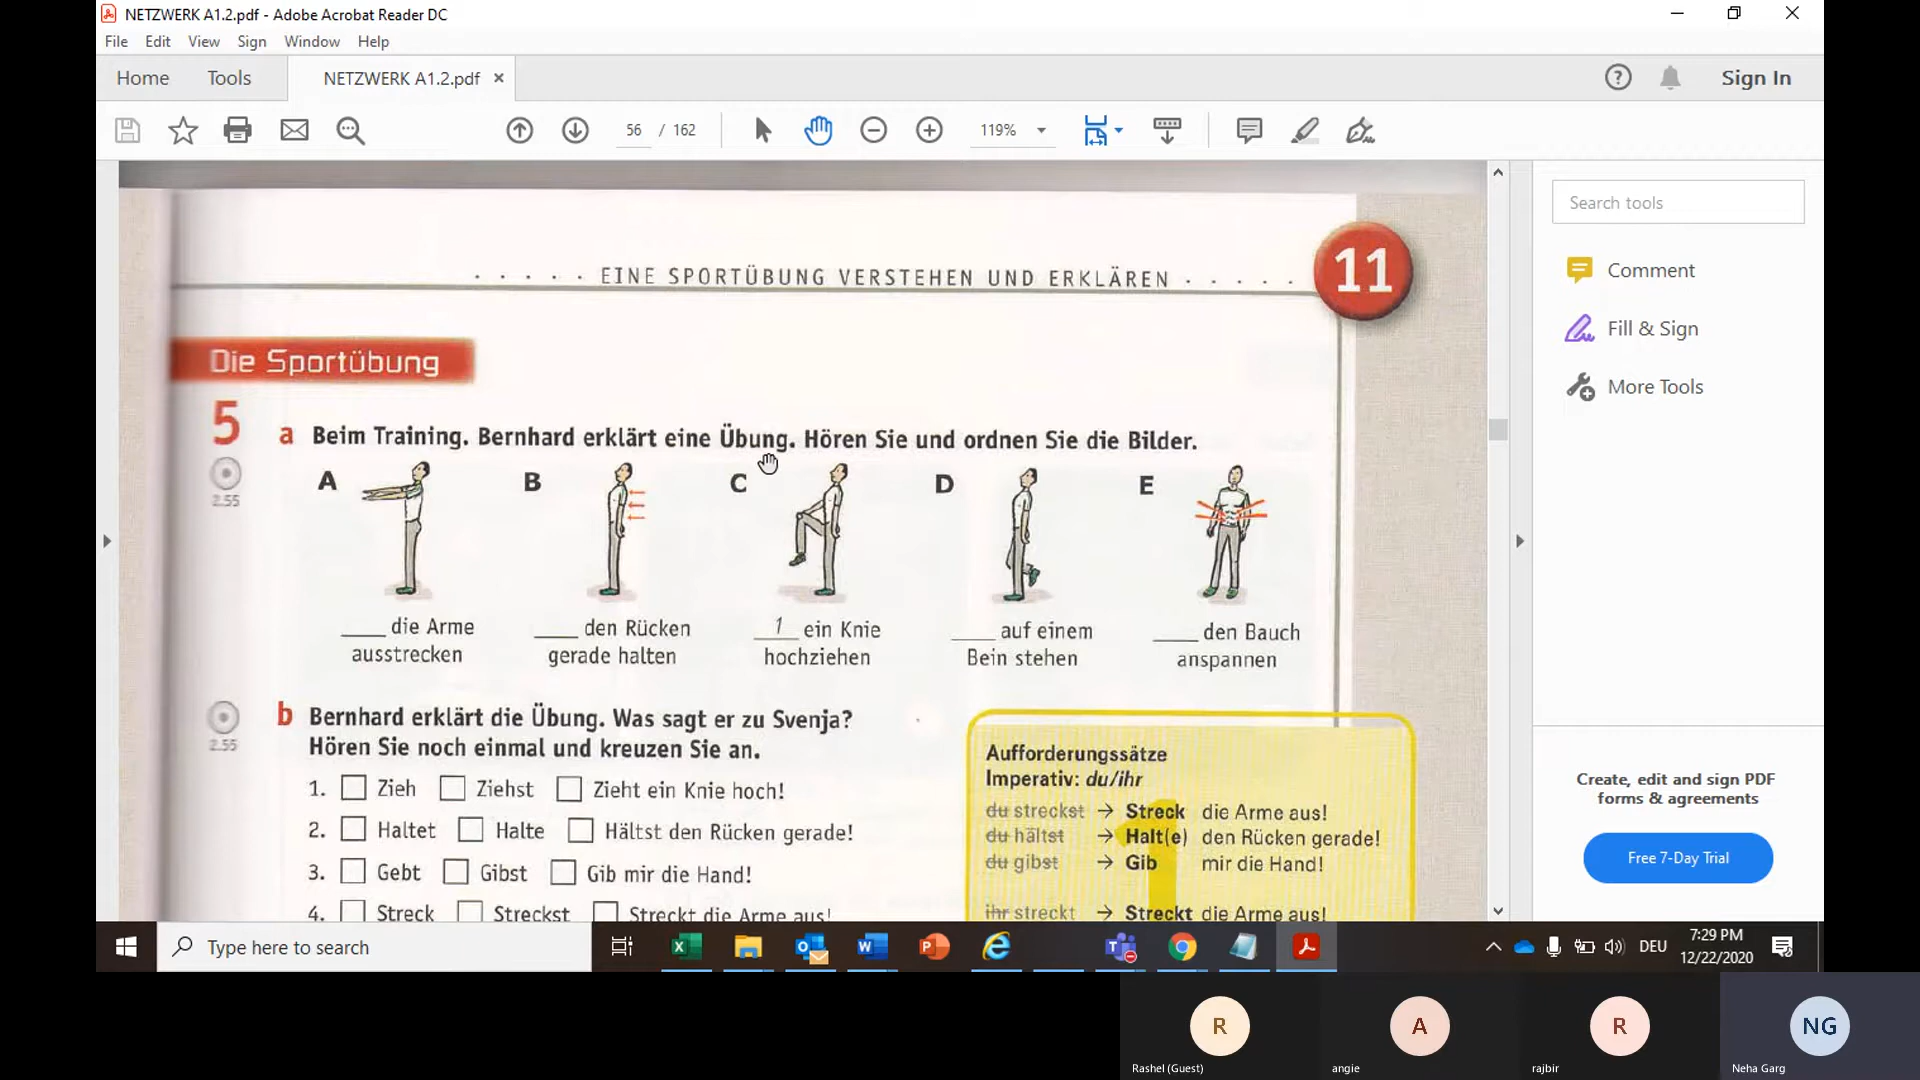 NETZWERK A1.2.pdf - Adobe Acrobat Reader DC
File Edit View Sign Window Help
Home Tools NETZWERK A1.2.pdf × Sign In
56 / 162 119%
Search tools
Comment
Fill & Sign
More Tools
Create, edit and sign PDF
forms & agreements
Free 7-Day Trial
· · · · · EINE SPORTÜBUNG VERSTEHEN UND ERKLÄREN · · · · ·
11
Die Sportübung
5
2.55
a Beim Training. Bernhard erklärt eine Übung. Hören Sie und ordnen Sie die Bilder.
A B C D E
____ die Arme
ausstrecken
____ den Rücken
gerade halten
1 ein Knie
hochziehen
____ auf einem
Bein stehen
____ den Bauch
anspannen
2.55
b Bernhard erklärt die Übung. Was sagt er zu Svenja?
Hören Sie noch einmal und kreuzen Sie an.
1. Zieh Ziehst Zieht ein Knie hoch!
2. Haltet Halte Hältst den Rücken gerade!
3. Gebt Gibst Gib mir die Hand!
4. Streck Streckst Streckt die Arme aus!
Aufforderungssätze
Imperativ: du/ihr
du streckst → Streck die Arme aus!
du hältst → Halt(e) den Rücken gerade!
du gibst → Gib mir die Hand!
ihr streckt → Streckt die Arme aus!
Type here to search
DEU
7:29 PM
12/22/2020
R
Rashel (Guest)
A
angie
R
rajbir
NG
Neha Garg